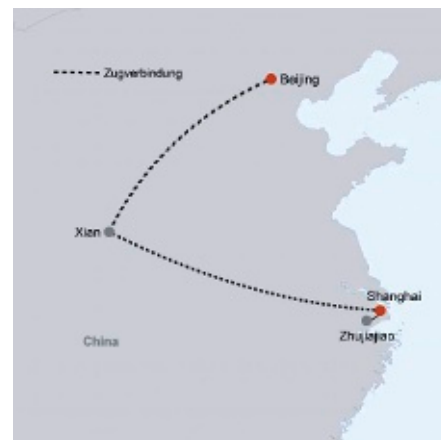 Zugverbindung
Beijing
Xian
Shanghai
Zhujiajiao
China